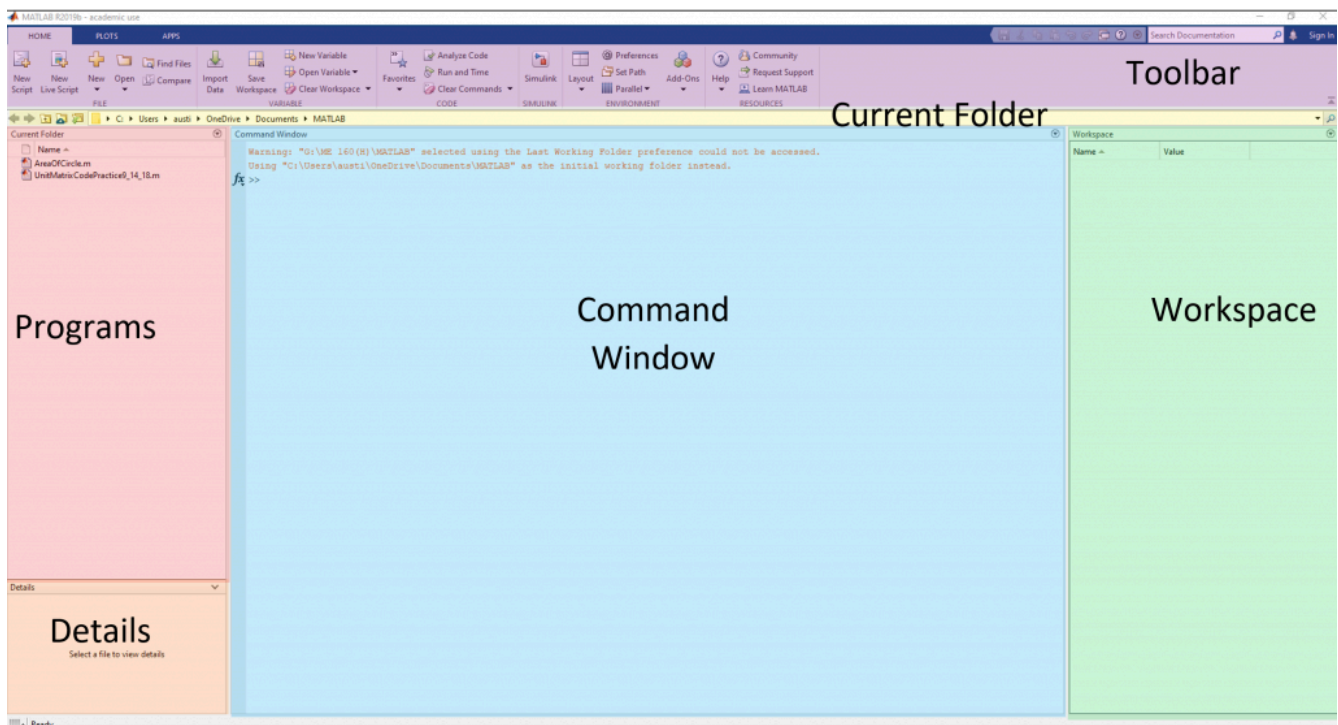 MATLAB R2019b - academic use
HOME PLOTS APPS Search Documentation Sign In
New Script New Live Script New Open Find Files Compare Import Data Save Workspace New Variable Open Variable Clear Workspace Favorites Analyze Code Run and Time Clear Commands Simulink Layout Preferences Set Path Parallel Add-Ons Help Community Request Support Learn MATLAB
FILE VARIABLE CODE SIMULINK ENVIRONMENT RESOURCES
Toolbar
C: Users austi OneDrive Documents MATLAB
Current Folder
Current Folder
Name
AreaOfCircle.m
UnitMatrixCodePractice9_14_18.m
Programs
Command Window
Warning: "G:\ME 160(H)\MATLAB" selected using the Last Working Folder preference could not be accessed.
Using "C:\Users\austi\OneDrive\Documents\MATLAB" as the initial working folder instead.
fx >>
Command
Window
Workspace
Name Value
Workspace
Details
Details
Select a file to view details
Ready